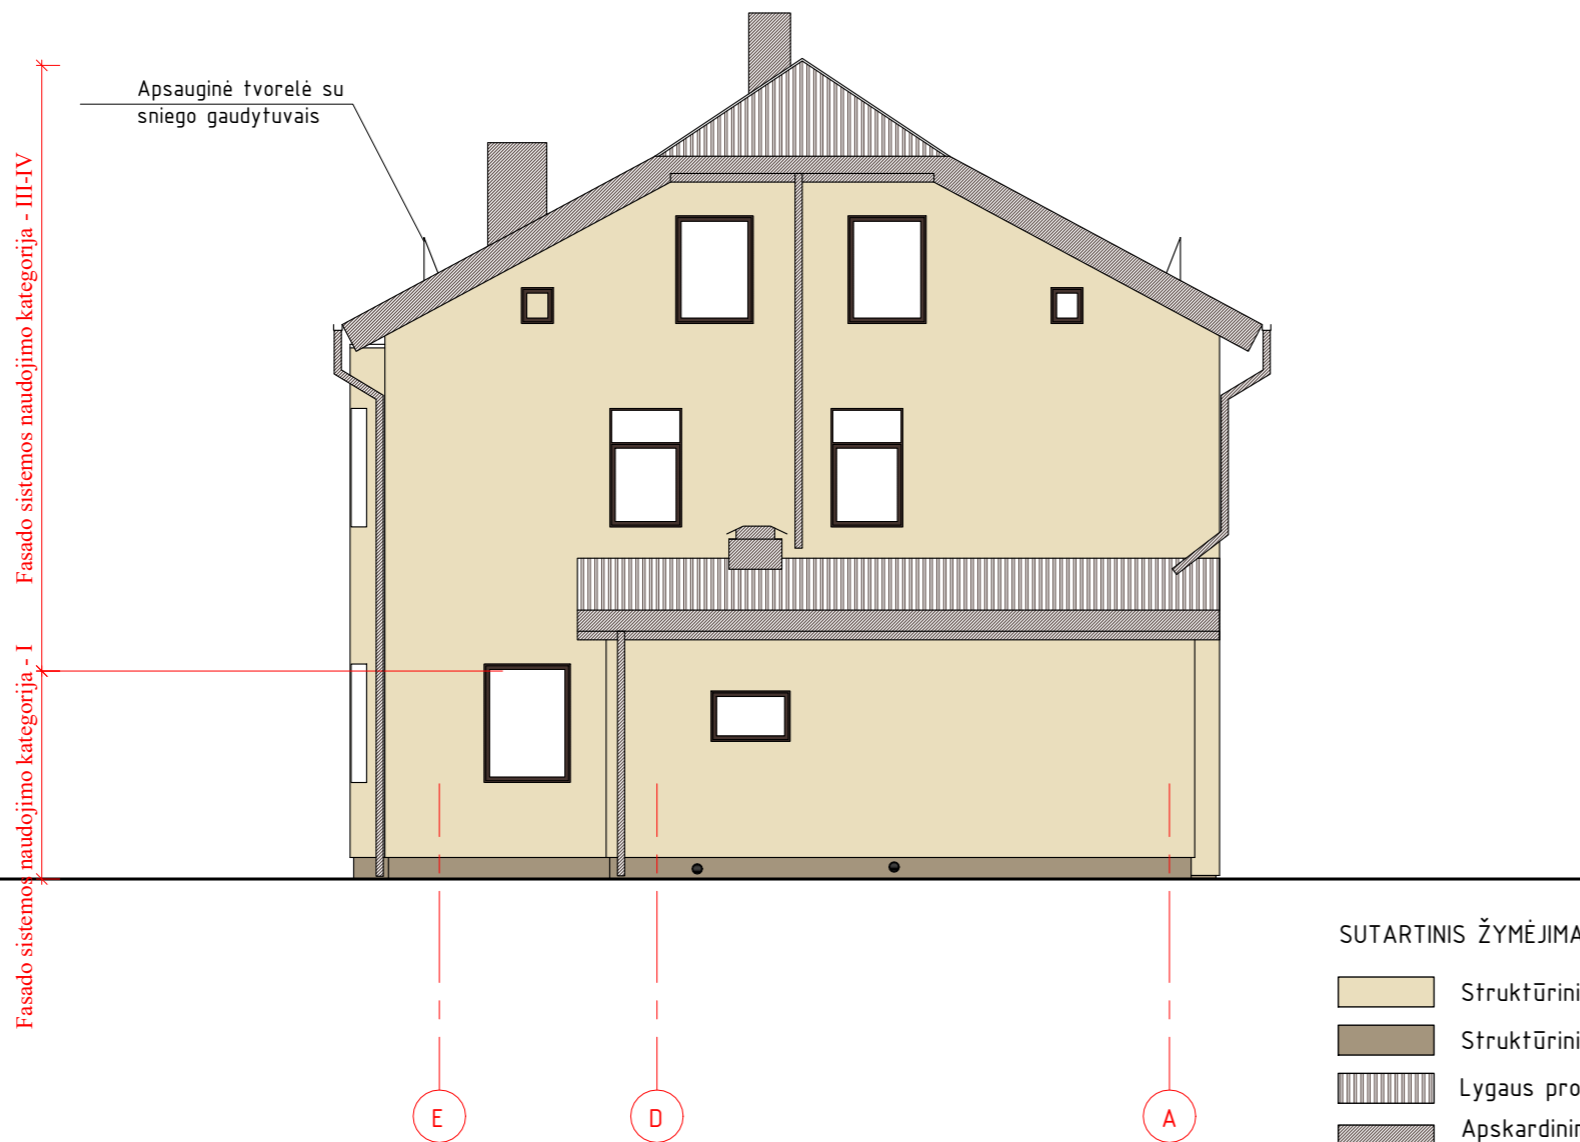 Apsauginė tvorelė su
sniego gaudytuvais
Fasado sistemos naudojimo kategorija - III-IV
Fasado sistemos naudojimo kategorija - I
E
D
A
SUTARTINIS ŽYMĖJIMA
Struktūrini
Struktūrini
Lygaus pro
Apskardinin